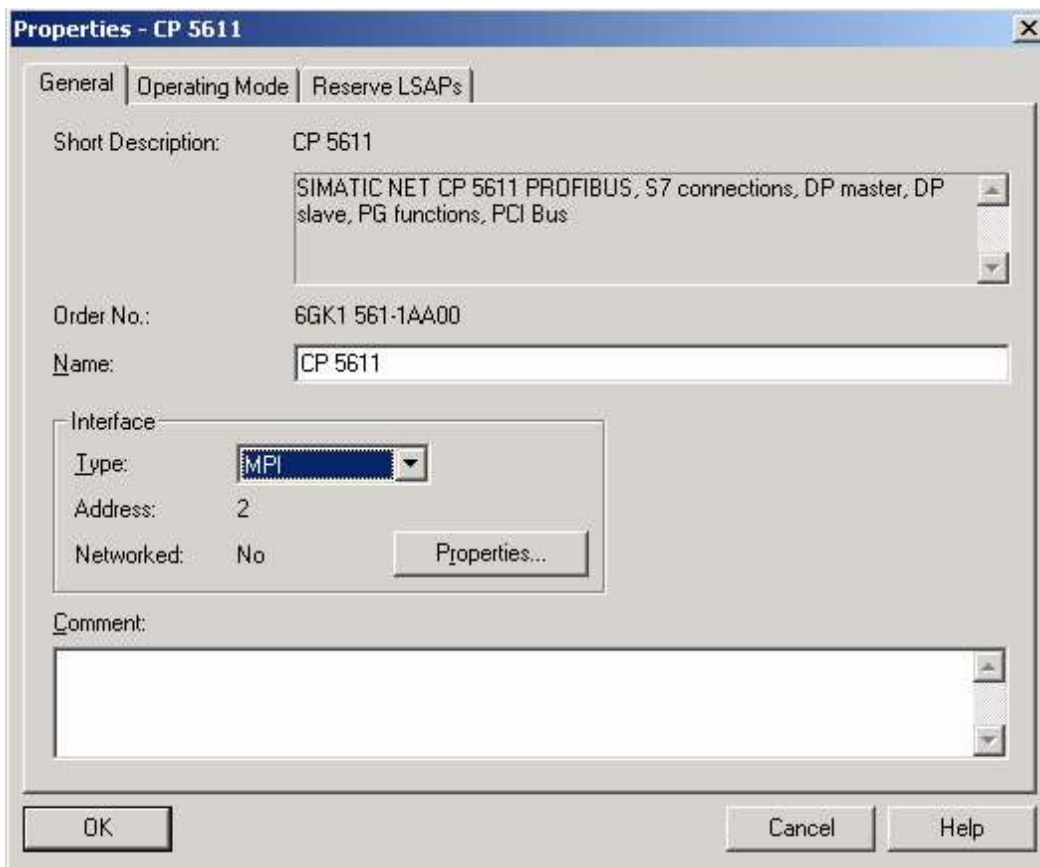 Properties - CP 5611
General Operating Mode Reserve LSAPs
Short Description: CP 5611
SIMATIC NET CP 5611 PROFIBUS, S7 connections, DP master, DP
slave, PG functions, PCI Bus
Order No.: 6GK1 561-1AA00
Name: CP 5611
Interface
Type: MPI
Address: 2
Networked: No Properties...
Comment:
OK Cancel Help